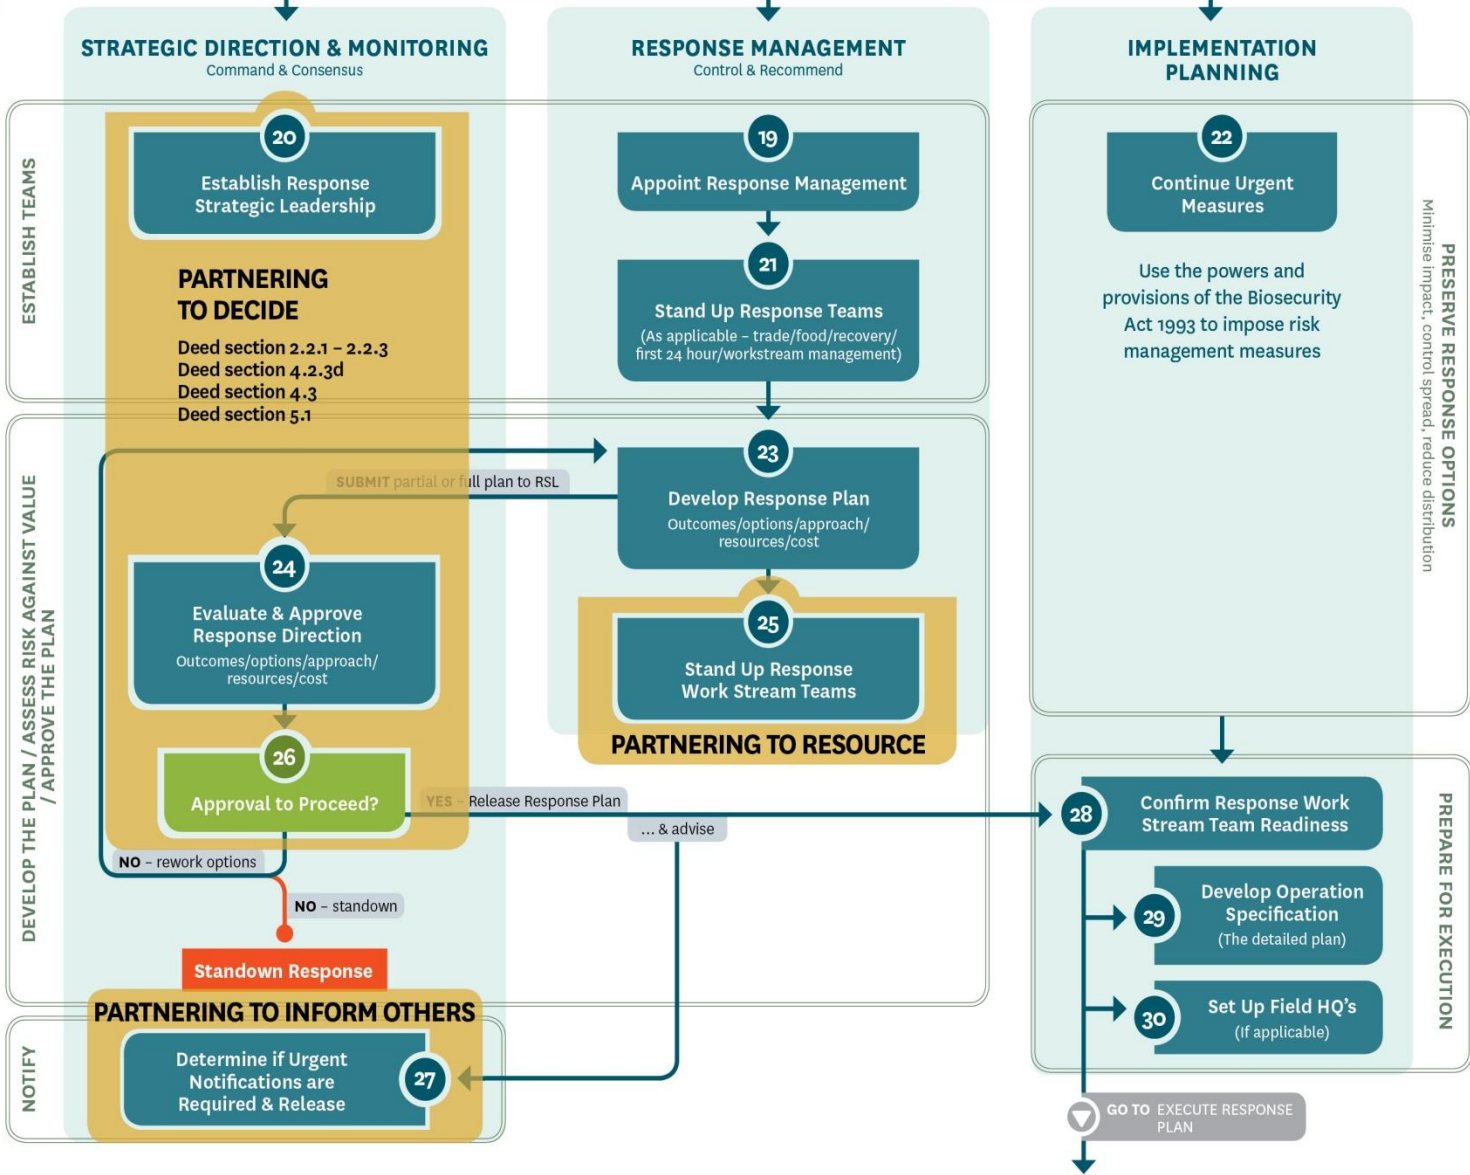 STRATEGIC DIRECTION & MONITORING
Command & Consensus
RESPONSE MANAGEMENT
Control & Recommend
IMPLEMENTATION
PLANNING
ESTABLISH TEAMS
20
Establish Response
Strategic Leadership
PARTNERING
TO DECIDE
Deed section 2.2.1 – 2.2.3
Deed section 4.2.3d
Deed section 4.3
Deed section 5.1
19
Appoint Response Management
21
Stand Up Response Teams
(As applicable – trade/food/recovery/
first 24 hour/workstream management)
22
Continue Urgent
Measures
Use the powers and
provisions of the Biosecurity
Act 1993 to impose risk
management measures
PRESERVE RESPONSE OPTIONS
Minimise impact, control spread, reduce distribution
DEVELOP THE PLAN / ASSESS RISK AGAINST VALUE
/ APPROVE THE PLAN
SUBMIT partial or full plan to RSL
23
Develop Response Plan
Outcomes/options/approach/
resources/cost
24
Evaluate & Approve
Response Direction
Outcomes/options/approach/
resources/cost
25
Stand Up Response
Work Stream Teams
PARTNERING TO RESOURCE
26
Approval to Proceed?
YES – Release Response Plan
... & advise
NO – rework options
NO – standown
Standown Response
PARTNERING TO INFORM OTHERS
NOTIFY
Determine if Urgent
Notifications are
Required & Release
27
28
Confirm Response Work
Stream Team Readiness
29
Develop Operation
Specification
(The detailed plan)
30
Set Up Field HQ's
(If applicable)
PREPARE FOR EXECUTION
GO TO EXECUTE RESPONSE
PLAN